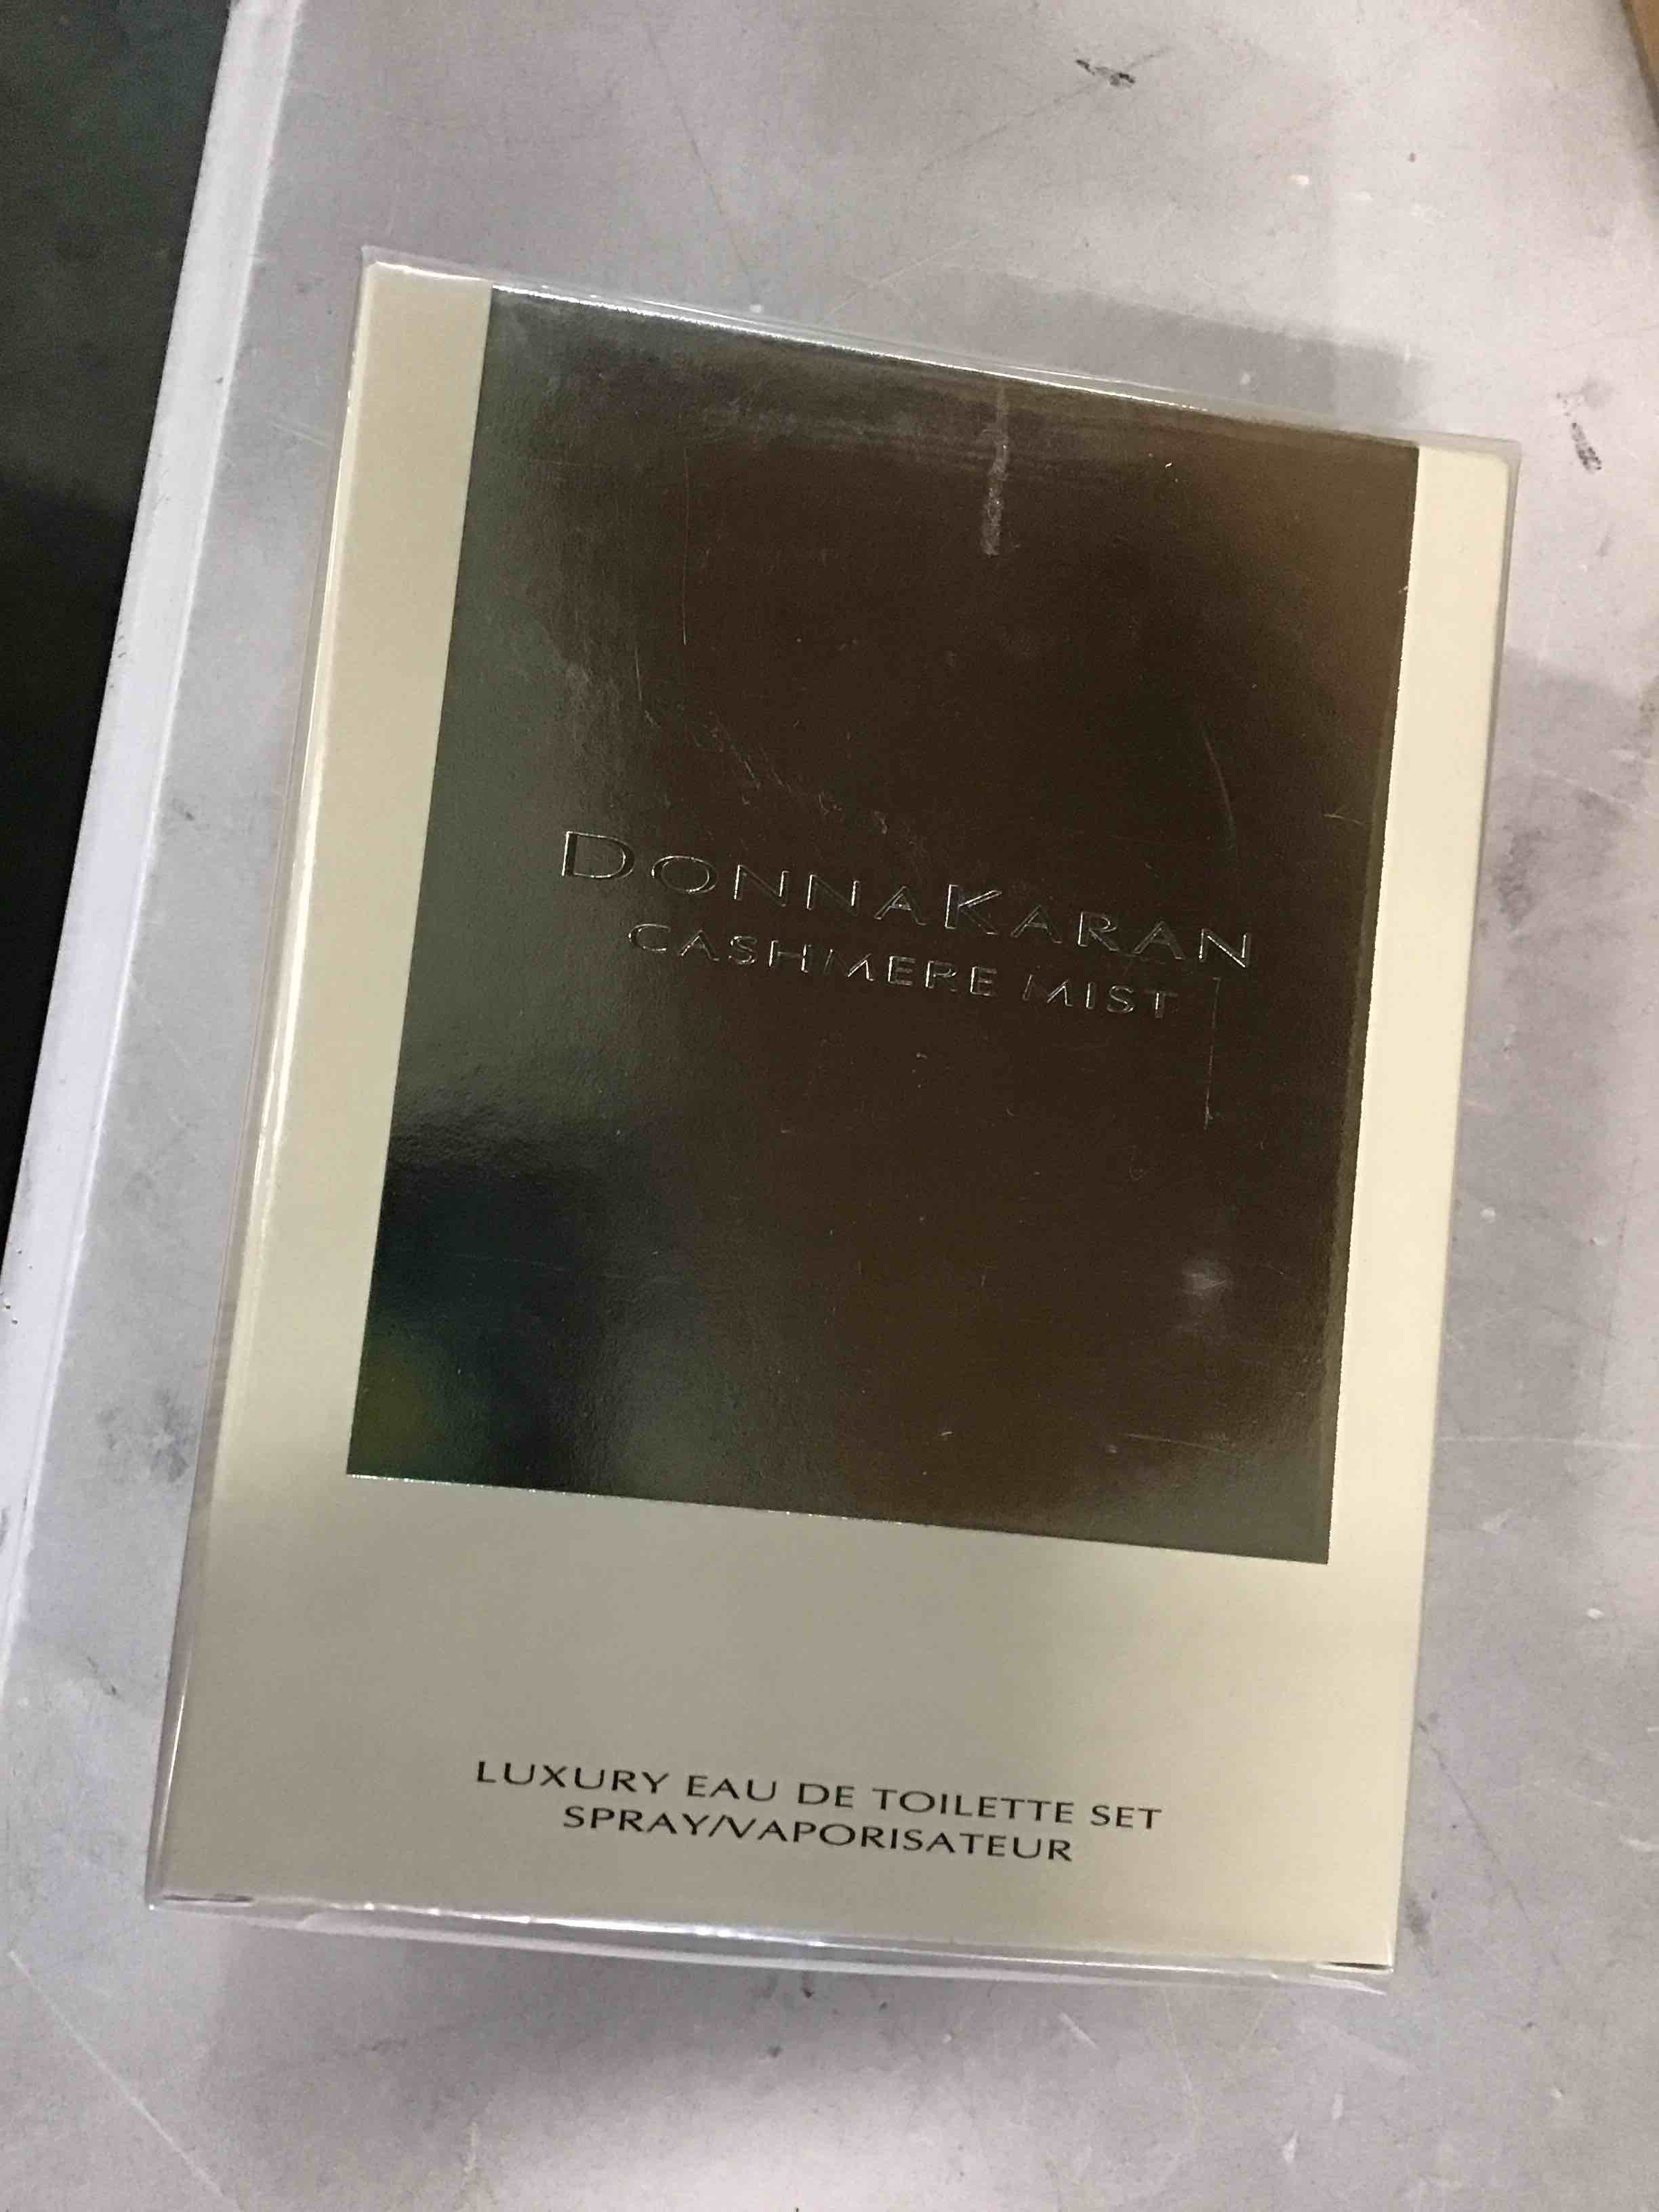 DONNAKARAN
CASHMERE MIST
LUXURY EAU DE TOILETTE SET
SPRAY/VAPORISATEUR